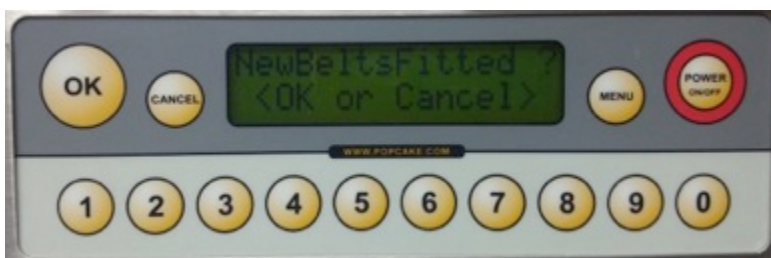 OK
CANCEL
NewBeltsFitted ?
<OK or Cancel>
MENU
POWER
ON/OFF
WWW.POPCAKE.COM
1 2 3 4 5 6 7 8 9 0